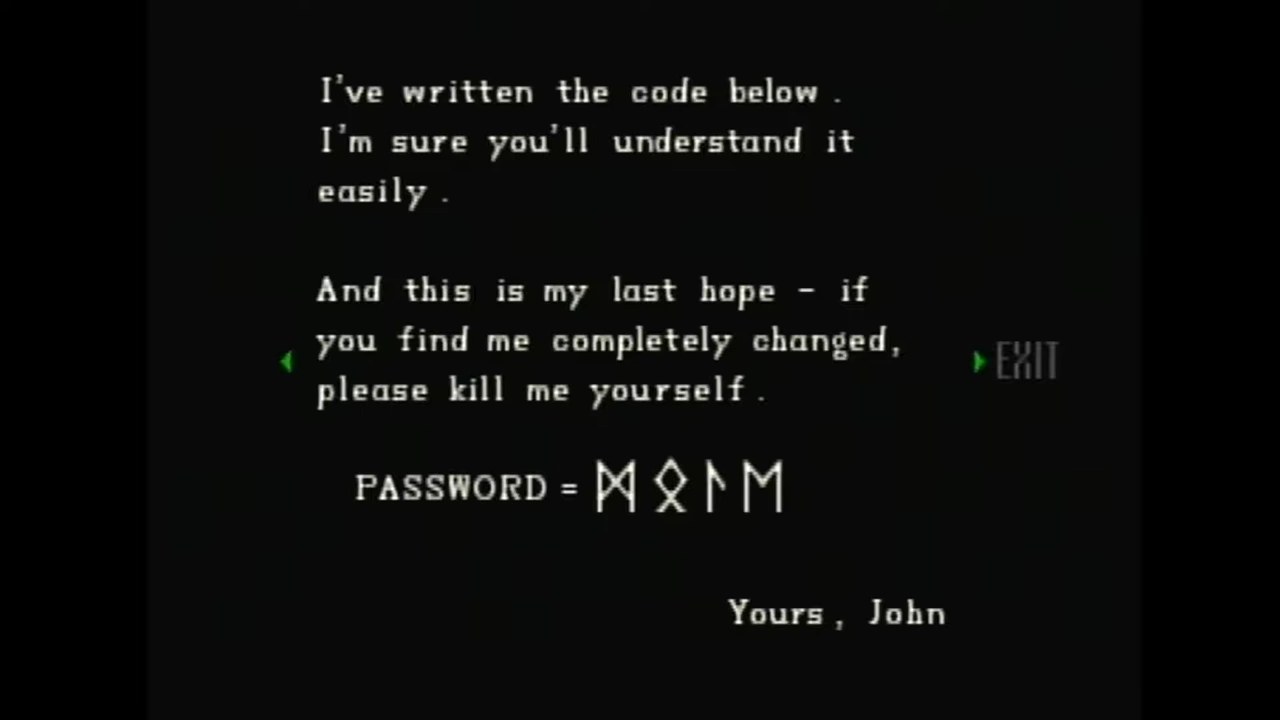 I've written the code below .
I'm sure you'll understand it
easily .
And this is my last hope - if
you find me completely changed,
please kill me yourself .
EXIT
PASSWORD = ᛞᛟᛚᛖ
Yours , John